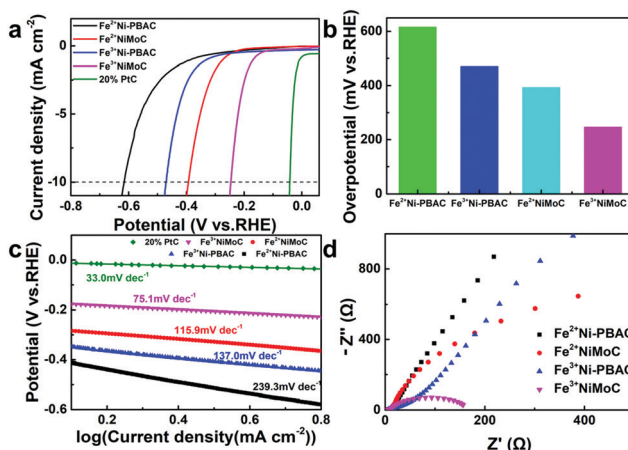 a
Fe²⁺Ni-PBAC
Fe²⁺NiMoC
Fe³⁺Ni-PBAC
Fe³⁺NiMoC
20% PtC
Current density(mA cm⁻²)
0
-5
-10
-0.8 -0.6 -0.4 -0.2 0.0
Potential (V vs.RHE)
b
Overpotential (mV vs.RHE)
600
400
200
0
Fe²⁺Ni-PBAC Fe³⁺Ni-PBAC Fe²⁺NiMoC Fe³⁺NiMoC
c
20% PtC Fe³⁺NiMoC Fe²⁺NiMoC
Fe³⁺Ni-PBAC Fe²⁺Ni-PBAC
Potential (V vs.RHE)
0.0
-0.2
-0.4
-0.6
33.0mV dec⁻¹
75.1mV dec⁻¹
115.9mV dec⁻¹
137.0mV dec⁻¹
239.3mV dec⁻¹
0.2 0.4 0.6 0.8
log(Current density(mA cm⁻²)
d
-Z'' (Ω)
800
400
0
Fe²⁺Ni-PBAC
Fe²⁺NiMoC
Fe³⁺Ni-PBAC
Fe³⁺NiMoC
0 200 400 600
Z' (Ω)